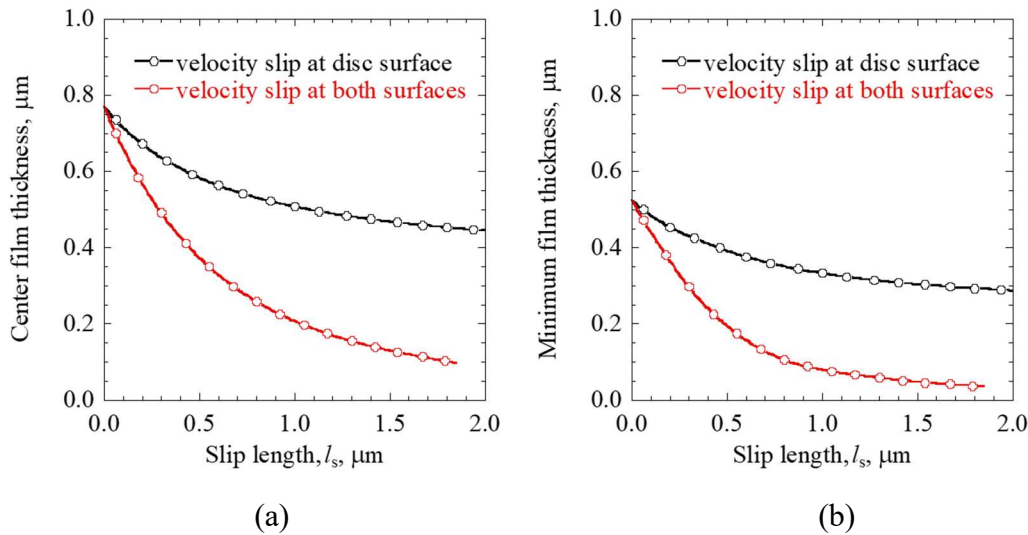 1.0
0.8
0.6
0.4
0.2
0.0
Center film thickness, μm
velocity slip at disc surface
velocity slip at both surfaces
0.0 0.5 1.0 1.5 2.0
Slip length, lₛ, μm
(a)
1.0
0.8
0.6
0.4
0.2
0.0
Minimum film thickness, μm
velocity slip at disc surface
velocity slip at both surfaces
0.0 0.5 1.0 1.5 2.0
Slip length, lₛ, μm
(b)